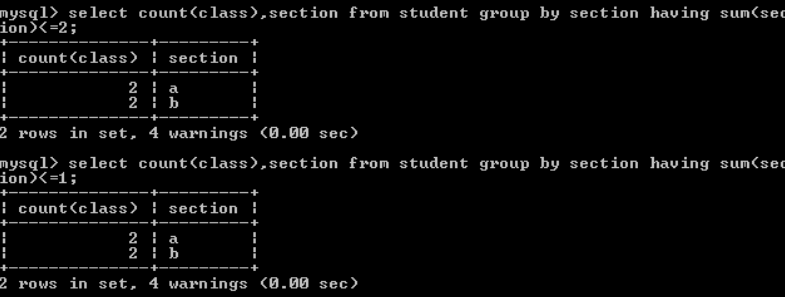 mysql> select count(class),section from student group by section having sum(sec
ion)<=2;
+--------------+---------+
| count(class) | section |
+--------------+---------+
|            2 | a       |
|            2 | b       |
+--------------+---------+
2 rows in set, 4 warnings (0.00 sec)
mysql> select count(class),section from student group by section having sum(sec
ion)<=1;
+--------------+---------+
| count(class) | section |
+--------------+---------+
|            2 | a       |
|            2 | b       |
+--------------+---------+
2 rows in set, 4 warnings (0.00 sec)